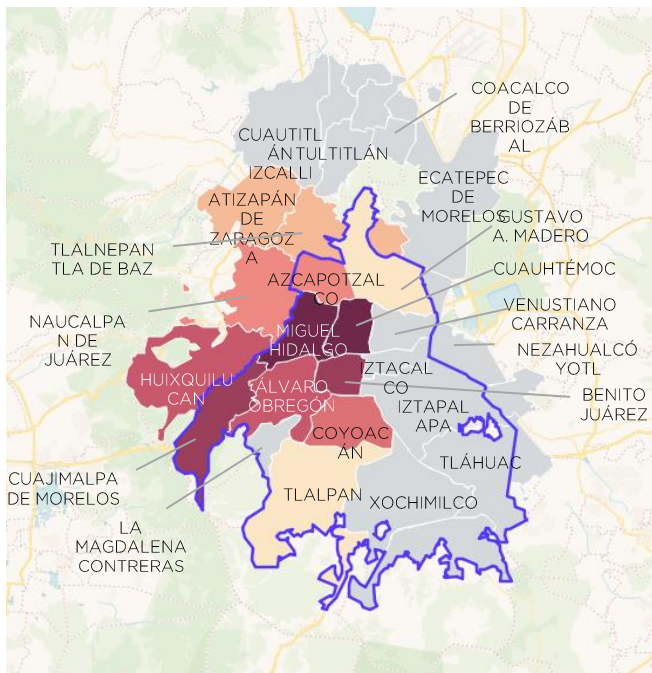 COACALCO
DE
BERRIOZÁB
AL
CUAUTITL
ÁN
IZCALLI
TULTITLÁN
ECATEPEC
DE
MORELOS
ATIZAPÁN
DE
ZARAGOZ
A
GUSTAVO
A. MADERO
TLALNEPAN
TLA DE BAZ
CUAUHTÉMOC
AZCAPOTZAL
CO
VENUSTIANO
CARRANZA
NAUCALPA
N DE
JUÁREZ
MIGUEL
HIDALGO
NEZAHUALCÓ
YOTL
HUIXQUILU
CAN
ÁLVARO
OBREGÓN
IZTACAL
CO
BENITO
JUÁREZ
IZTAPAL
APA
COYOAC
ÁN
TLÁHUAC
CUAJIMALPA
DE MORELOS
TLALPAN
XOCHIMILCO
LA
MAGDALENA
CONTRERAS